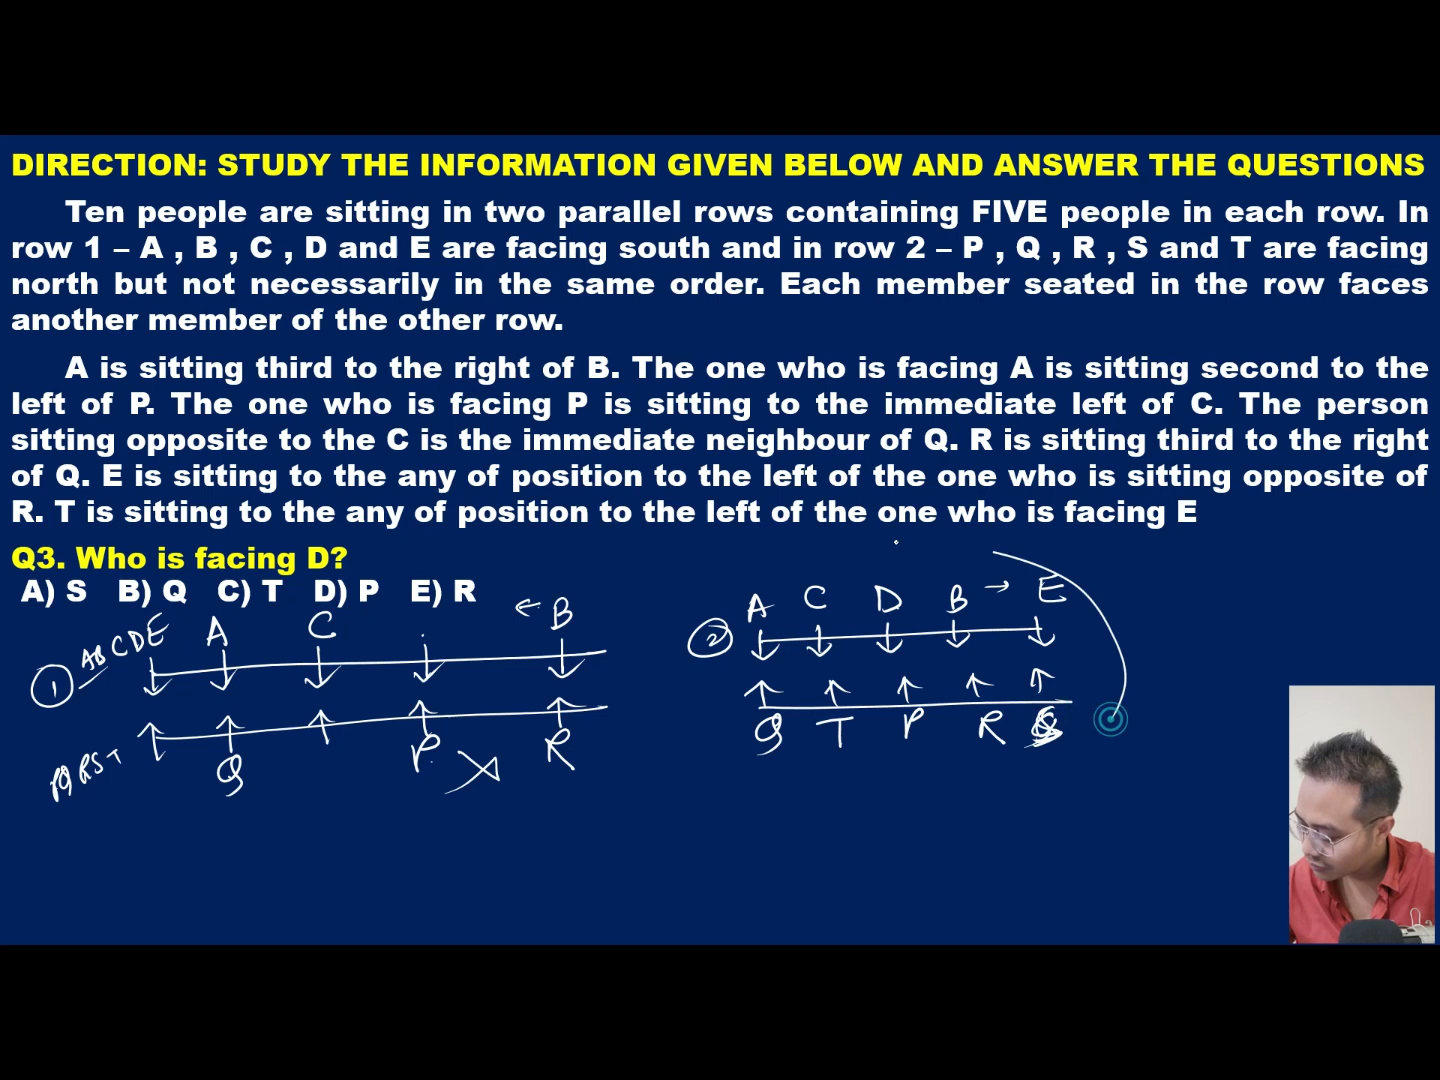 DIRECTION: STUDY THE INFORMATION GIVEN BELOW AND ANSWER THE QUESTIONS
Ten people are sitting in two parallel rows containing FIVE people in each row. In
row 1 – A , B , C , D and E are facing south and in row 2 – P , Q , R , S and T are facing
north but not necessarily in the same order. Each member seated in the row faces
another member of the other row.
A is sitting third to the right of B. The one who is facing A is sitting second to the
left of P. The one who is facing P is sitting to the immediate left of C. The person
sitting opposite to the C is the immediate neighbour of Q. R is sitting third to the right
of Q. E is sitting to the any of position to the left of the one who is sitting opposite of
R. T is sitting to the any of position to the left of the one who is facing E
Q3. Who is facing D?
A) S B) Q C) T D) P E) R
1 ABCDE A C B
PQRST Q P R
2 A C D B E
Q T P R